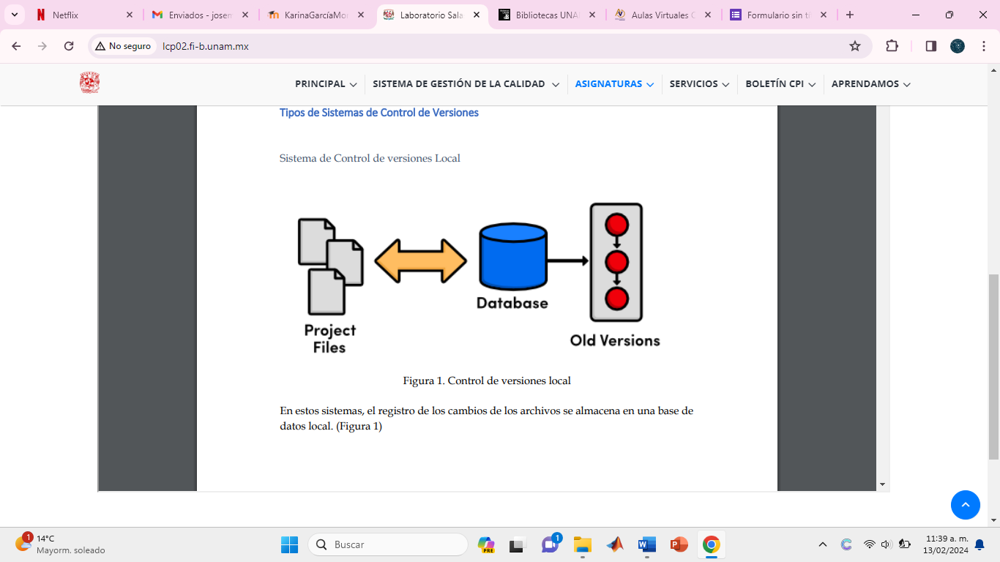 Netflix
Enviados - josem
KarinaGarcíaMo
Laboratorio Sala
Bibliotecas UNA
Aulas Virtuales
Formulario sin tí
No seguro
lcp02.fi-b.unam.mx
PRINCIPAL
SISTEMA DE GESTIÓN DE LA CALIDAD
ASIGNATURAS
SERVICIOS
BOLETÍN CPI
APRENDAMOS
Tipos de Sistemas de Control de Versiones
Sistema de Control de versiones Local
Project
Files
Database
Old Versions
Figura 1. Control de versiones local
En estos sistemas, el registro de los cambios de los archivos se almacena en una base de
datos local. (Figura 1)
1
14°C
Mayorm. soleado
Buscar
PRE
1
11:39 a. m.
13/02/2024